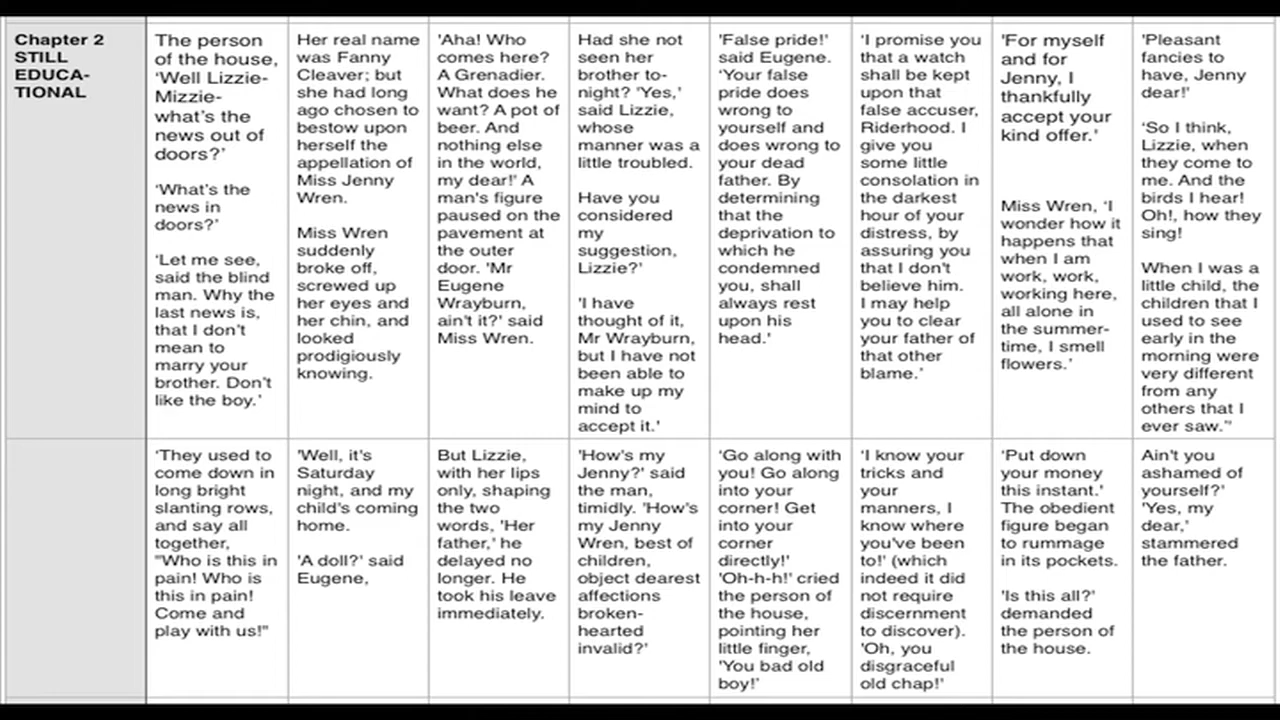 Chapter 2
STILL
EDUCA-
TIONAL
The person
of the house,
‘Well Lizzie-
Mizzie-
what’s the
news out of
doors?’
‘What’s the
news in
doors?’
‘Let me see,
said the blind
man. Why the
last news is,
that I don’t
mean to
marry your
brother. Don’t
like the boy.’
Her real name
was Fanny
Cleaver; but
she had long
ago chosen to
bestow upon
herself the
appellation of
Miss Jenny
Wren.
Miss Wren
suddenly
broke off,
screwed up
her eyes and
her chin, and
looked
prodigiously
knowing.
'Aha! Who
comes here?
A Grenadier.
What does he
want? A pot of
beer. And
nothing else
in the world,
my dear!' A
man's figure
paused on the
pavement at
the outer
door. 'Mr
Eugene
Wrayburn,
ain't it?' said
Miss Wren.
Had she not
seen her
brother to-
night? 'Yes,'
said Lizzie,
whose
manner was a
little troubled.
Have you
considered
my
suggestion,
Lizzie?'
'I have
thought of it,
Mr Wrayburn,
but I have not
been able to
make up my
mind to
accept it.'
'False pride!'
said Eugene.
‘Your false
pride does
wrong to
yourself and
does wrong to
your dead
father. By
determining
that the
deprivation to
which he
condemned
you, shall
always rest
upon his
head.'
‘I promise you
that a watch
shall be kept
upon that
false accuser,
Riderhood. I
give you
some little
consolation in
the darkest
hour of your
distress, by
assuring you
that I don't
believe him.
I may help
you to clear
your father of
that other
blame.’
'For myself
and for
Jenny, I
thankfully
accept your
kind offer.'
Miss Wren, ‘I
wonder how it
happens that
when I am
work, work,
working here,
all alone in
the summer-
time, I smell
flowers.’
'Pleasant
fancies to
have, Jenny
dear!'
‘So I think,
Lizzie, when
they come to
me. And the
birds I hear!
Oh!, how they
sing!
When I was a
little child, the
children that I
used to see
early in the
morning were
very different
from any
others that I
ever saw.”
‘They used to
come down in
long bright
slanting rows,
and say all
together,
"Who is this in
pain! Who is
this in pain!
Come and
play with us!"
'Well, it's
Saturday
night, and my
child's coming
home.
'A doll?' said
Eugene,
But Lizzie,
with her lips
only, shaping
the two
words, 'Her
father,' he
delayed no
longer. He
took his leave
immediately.
'How's my
Jenny?' said
the man,
timidly. 'How's
my Jenny
Wren, best of
children,
object dearest
affections
broken-
hearted
invalid?’
‘Go along with
you! Go along
into your
corner! Get
into your
corner
directly!'
'Oh-h-h!' cried
the person of
the house,
pointing her
little finger,
'You bad old
boy!’
‘I know your
tricks and
your
manners, I
know where
you've been
to!' (which
indeed it did
not require
discernment
to discover).
'Oh, you
disgraceful
old chap!'
‘Put down
your money
this instant.'
The obedient
figure began
to rummage
in its pockets.
'Is this all?'
demanded
the person of
the house.
Ain't you
ashamed of
yourself?'
'Yes, my
dear,'
stammered
the father.